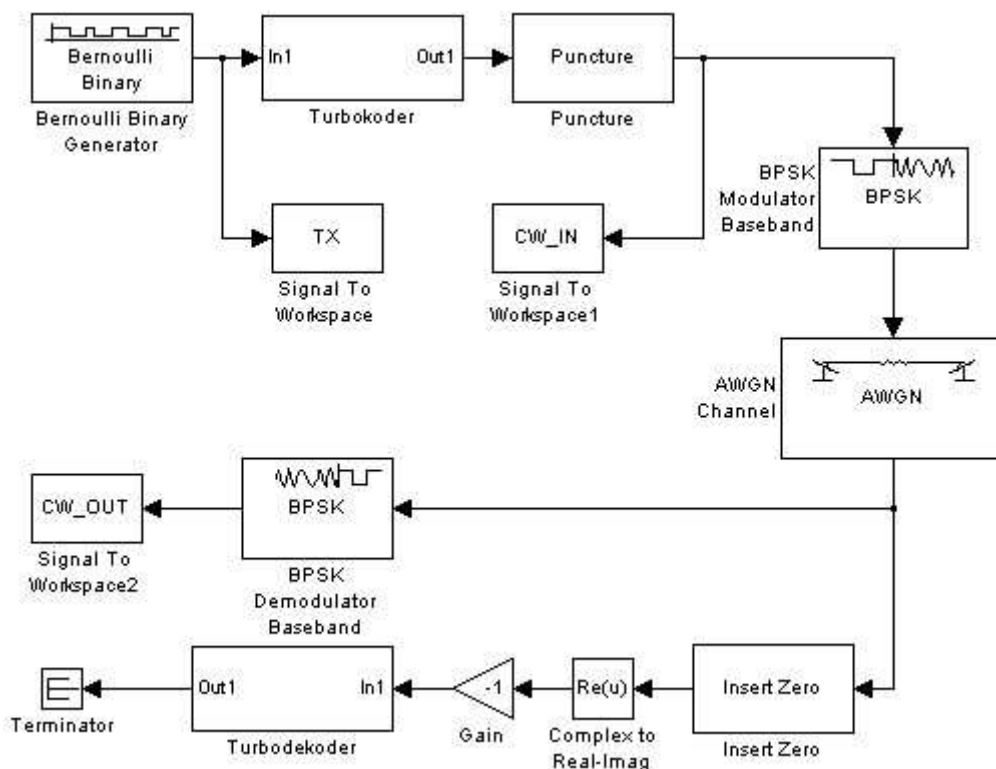 Bernoulli
Binary
Bernoulli Binary
Generator
In1
Out1
Turbokoder
Puncture
Puncture
BPSK
Modulator
Baseband
BPSK
TX
Signal To
Workspace
CW_IN
Signal To
Workspace1
AWGN
Channel
AWGN
CW_OUT
Signal To
Workspace2
BPSK
BPSK
Demodulator
Baseband
Terminator
Out1
In1
Turbodekoder
-1
Gain
Re(u)
Complex to
Real-Imag
Insert Zero
Insert Zero